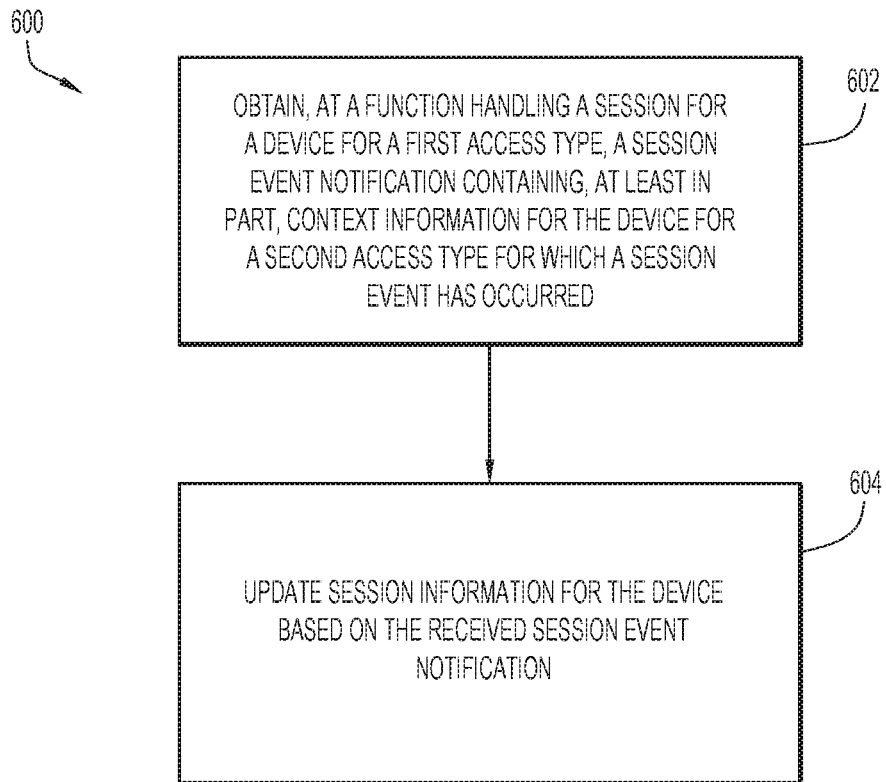 600
602
OBTAIN, AT A FUNCTION HANDLING A SESSION FOR
A DEVICE FOR A FIRST ACCESS TYPE, A SESSION
EVENT NOTIFICATION CONTAINING, AT LEAST IN
PART, CONTEXT INFORMATION FOR THE DEVICE FOR
A SECOND ACCESS TYPE FOR WHICH A SESSION
EVENT HAS OCCURRED
604
UPDATE SESSION INFORMATION FOR THE DEVICE
BASED ON THE RECEIVED SESSION EVENT
NOTIFICATION